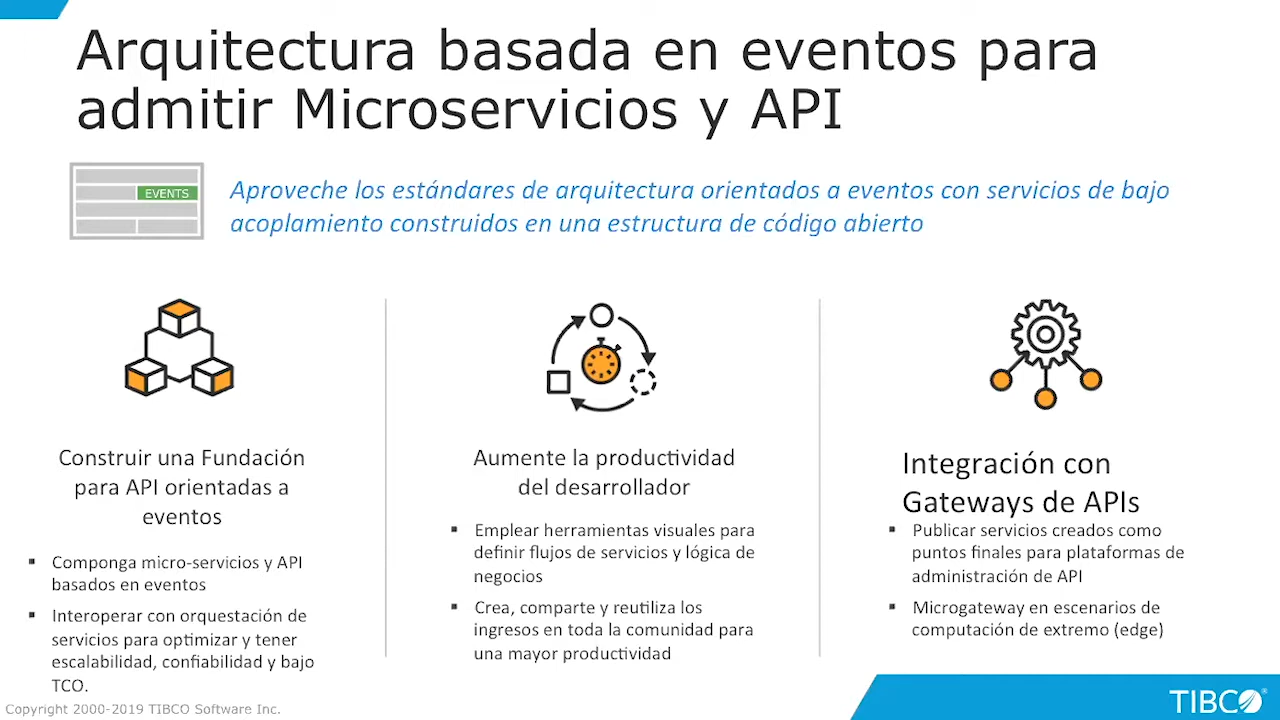 Arquitectura basada en eventos para
admitir Microservicios y API
EVENTS
Aproveche los estándares de arquitectura orientados a eventos con servicios de bajo
acoplamiento construidos en una estructura de código abierto
Construir una Fundación
para API orientadas a
eventos
▪ Componga micro-servicios y API
basados en eventos
▪ Interoperar con orquestación de
servicios para optimizar y tener
escalabilidad, confiabilidad y bajo
TCO.
Aumente la productividad
del desarrollador
▪ Emplear herramientas visuales para
definir flujos de servicios y lógica de
negocios
▪ Crea, comparte y reutiliza los
ingresos en toda la comunidad para
una mayor productividad
Integración con
Gateways de APIs
▪ Publicar servicios creados como
puntos finales para plataformas de
administración de API
▪ Microgateway en escenarios de
computación de extremo (edge)
Copyright 2000-2019 TIBCO Software Inc.
TIBCO®